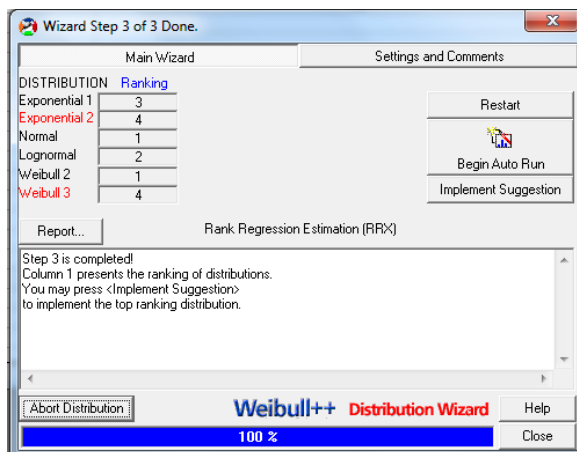 Wizard Step 3 of 3 Done.
Main Wizard Settings and Comments
DISTRIBUTION Ranking
Exponential 1 3
Exponential 2 4
Normal 1
Lognormal 2
Weibull 2 1
Weibull 3 4
Restart
Begin Auto Run
Implement Suggestion
Report... Rank Regression Estimation (RRX)
Step 3 is completed!
Column 1 presents the ranking of distributions.
You may press <Implement Suggestion>
to implement the top ranking distribution.
Abort Distribution Weibull++ Distribution Wizard Help
100 % Close